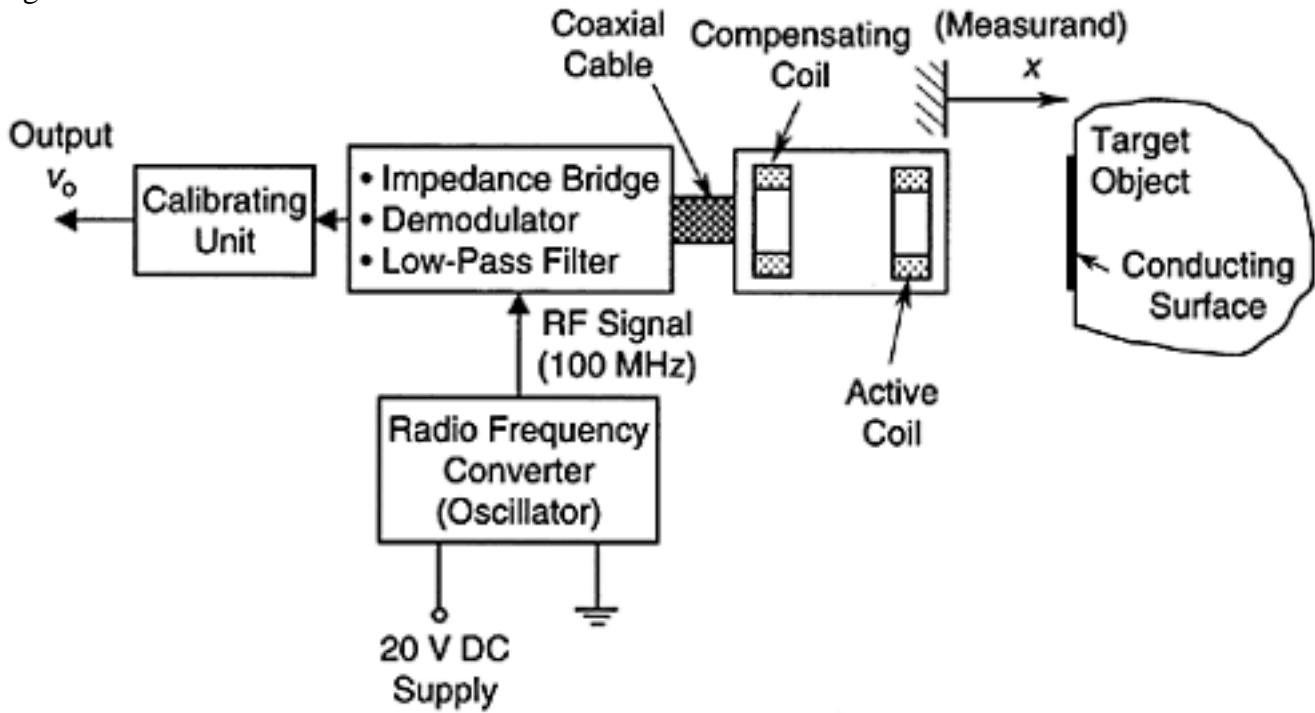 Coaxial
Cable
Compensating
Coil
(Measurand)
x
Output
vo
Calibrating
Unit
• Impedance Bridge
• Demodulator
• Low-Pass Filter
Target
Object
Conducting
Surface
RF Signal
(100 MHz)
Active
Coil
Radio Frequency
Converter
(Oscillator)
20 V DC
Supply